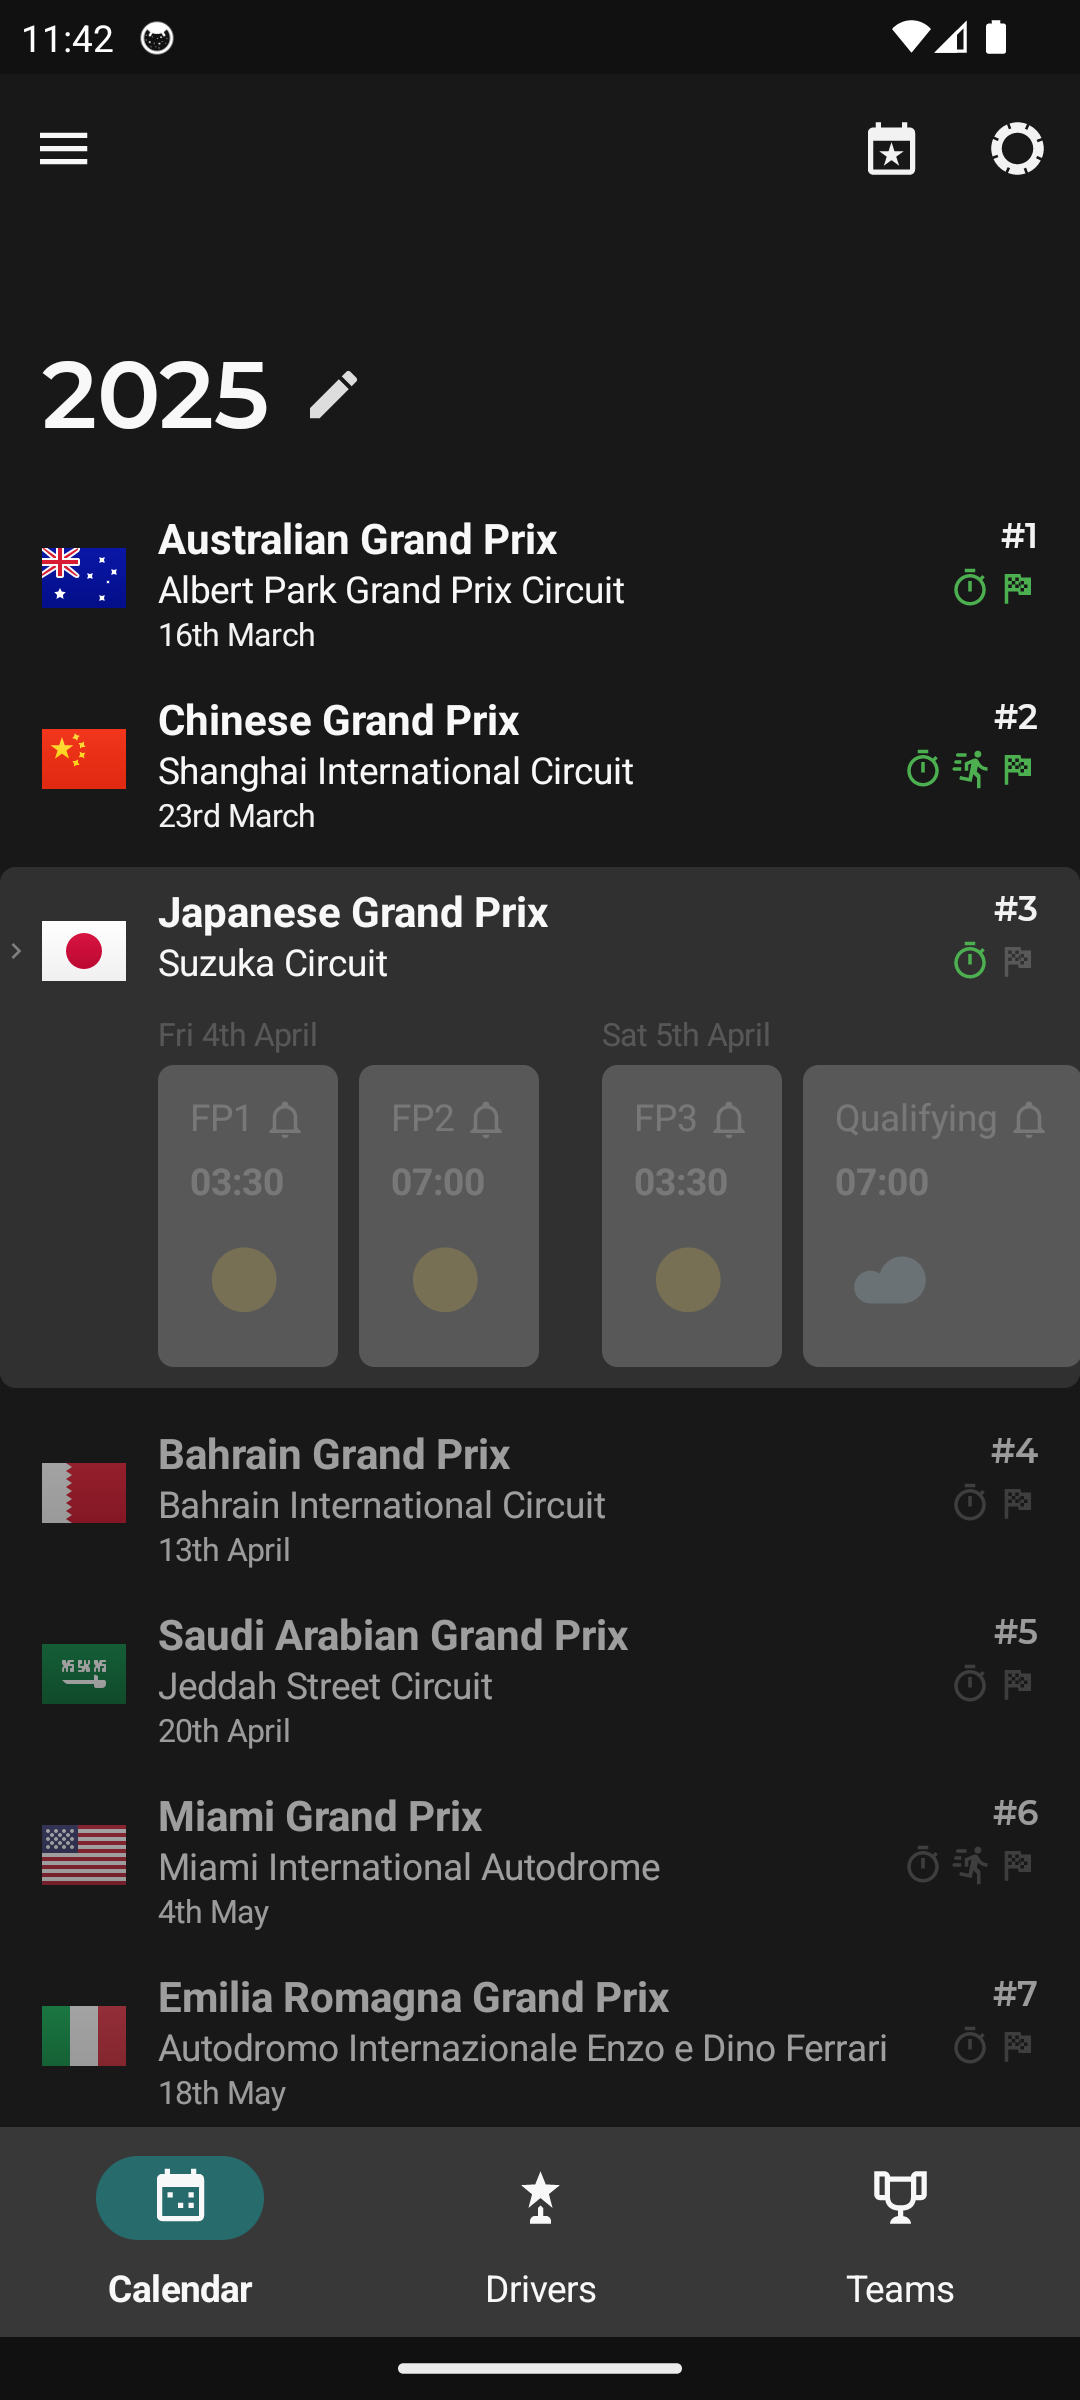 11:42
2025
Australian Grand Prix
#1
Albert Park Grand Prix Circuit
16th March
Chinese Grand Prix
#2
Shanghai International Circuit
23rd March
Japanese Grand Prix
#3
Suzuka Circuit
Fri 4th April
Sat 5th April
FP1
FP2
FP3
Qualifying
03:30
07:00
03:30
07:00
Bahrain Grand Prix
#4
Bahrain International Circuit
13th April
Saudi Arabian Grand Prix
#5
Jeddah Street Circuit
20th April
Miami Grand Prix
#6
Miami International Autodrome
4th May
Emilia Romagna Grand Prix
#7
Autodromo Internazionale Enzo e Dino Ferrari
18th May
Calendar
Drivers
Teams